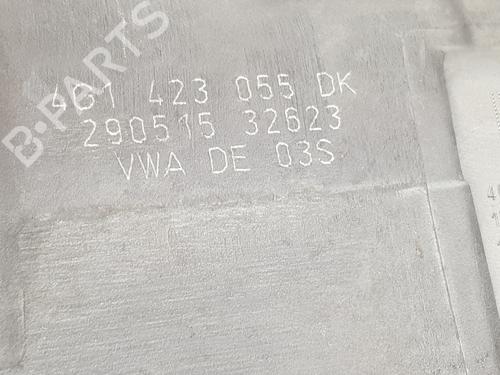 4G1 423 055 DK
290515 32623
VWA DE 03S
B-PARTS